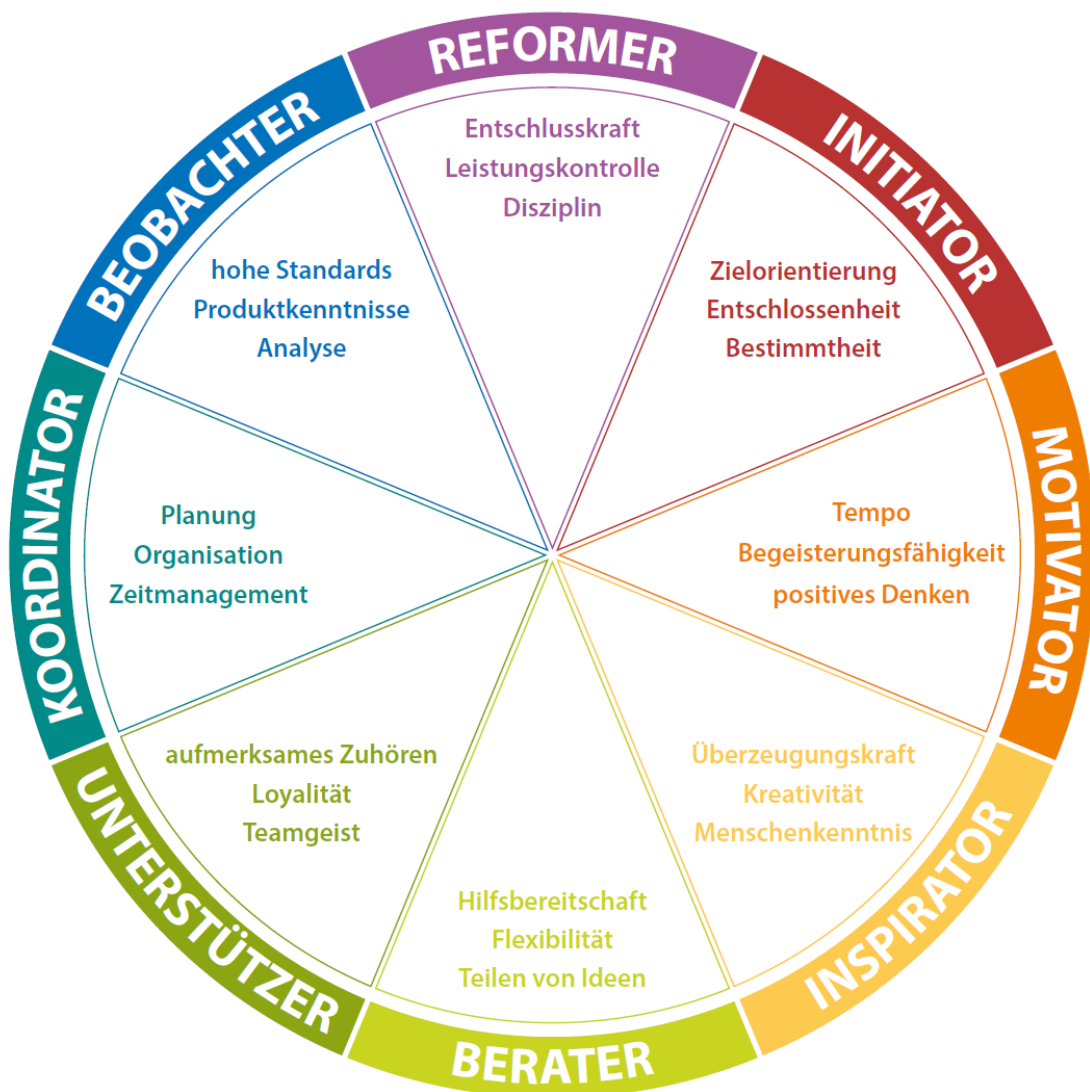 REFORMER
Entschlusskraft
Leistungskontrolle
Disziplin
INITIATOR
Zielorientierung
Entschlossenheit
Bestimmtheit
MOTIVATOR
Tempo
Begeisterungsfähigkeit
positives Denken
INSPIRATOR
Überzeugungskraft
Kreativität
Menschenkenntnis
BERATER
Hilfsbereitschaft
Flexibilität
Teilen von Ideen
UNTERSTÜTZER
aufmerksames Zuhören
Loyalität
Teamgeist
KOORDINATOR
Planung
Organisation
Zeitmanagement
BEOBACHTER
hohe Standards
Produktkenntnisse
Analyse